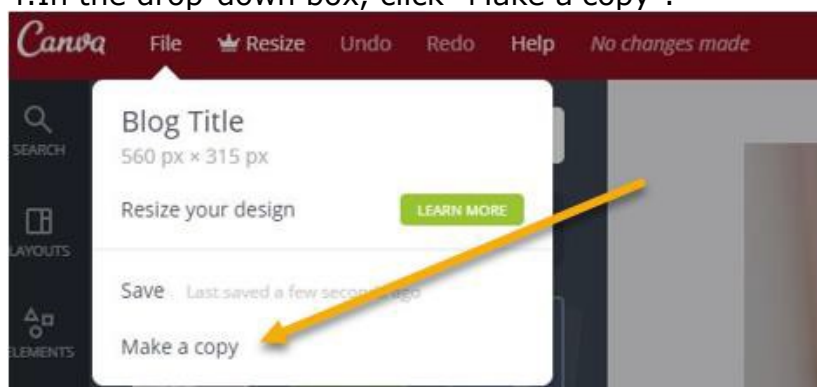 4.In the drop-down box, click "Make a copy".
Canva File Resize Undo Redo Help No changes made
Blog Title
560 px × 315 px
SEARCH
Resize your design LEARN MORE
LAYOUTS
Save Last saved a few seconds ago
ELEMENTS
Make a copy